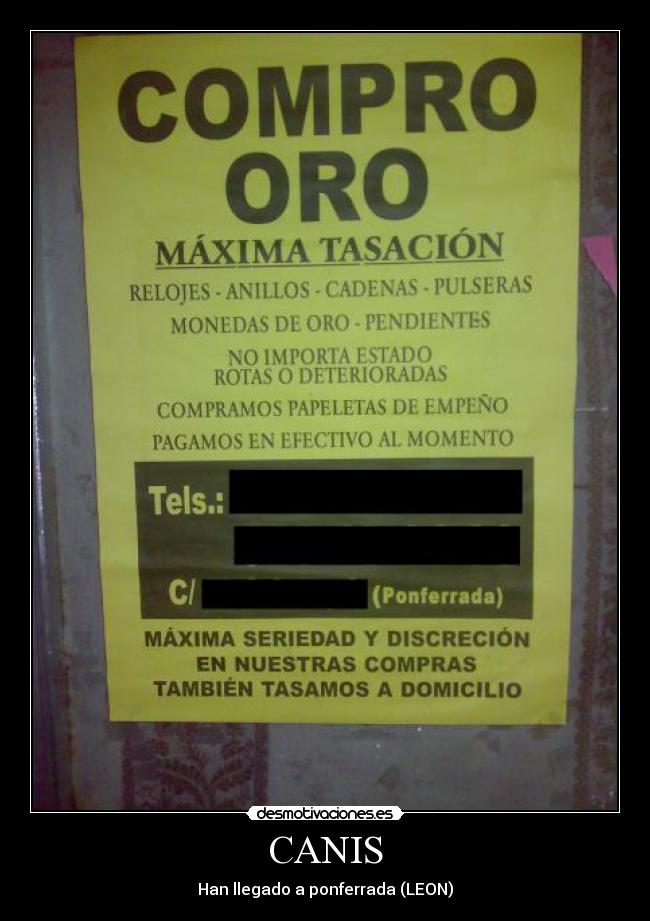 COMPRO
ORO
MÁXIMA TASACIÓN
RELOJES - ANILLOS - CADENAS - PULSERAS
MONEDAS DE ORO - PENDIENTES
NO IMPORTA ESTADO
ROTAS O DETERIORADAS
COMPRAMOS PAPELETAS DE EMPEÑO
PAGAMOS EN EFECTIVO AL MOMENTO
Tels.:
C/ (Ponferrada)
MÁXIMA SERIEDAD Y DISCRECIÓN
EN NUESTRAS COMPRAS
TAMBIÉN TASAMOS A DOMICILIO
desmotivaciones.es
CANIS
Han llegado a ponferrada (LEON)